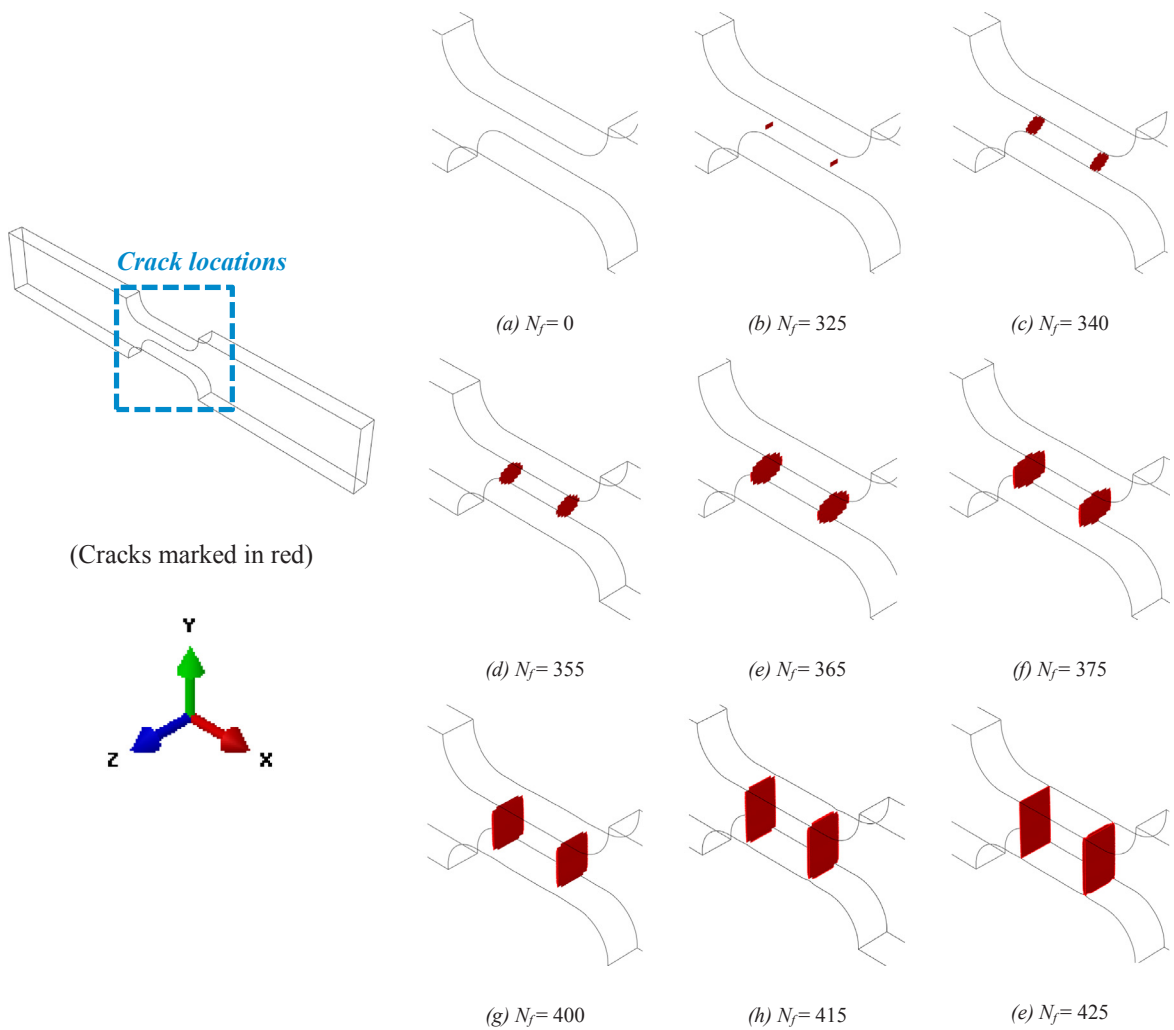 Crack locations
(Cracks marked in red)
Y
Z
X
(a) Nf = 0
(b) Nf = 325
(c) Nf = 340
(d) Nf = 355
(e) Nf = 365
(f) Nf = 375
(g) Nf = 400
(h) Nf = 415
(e) Nf = 425